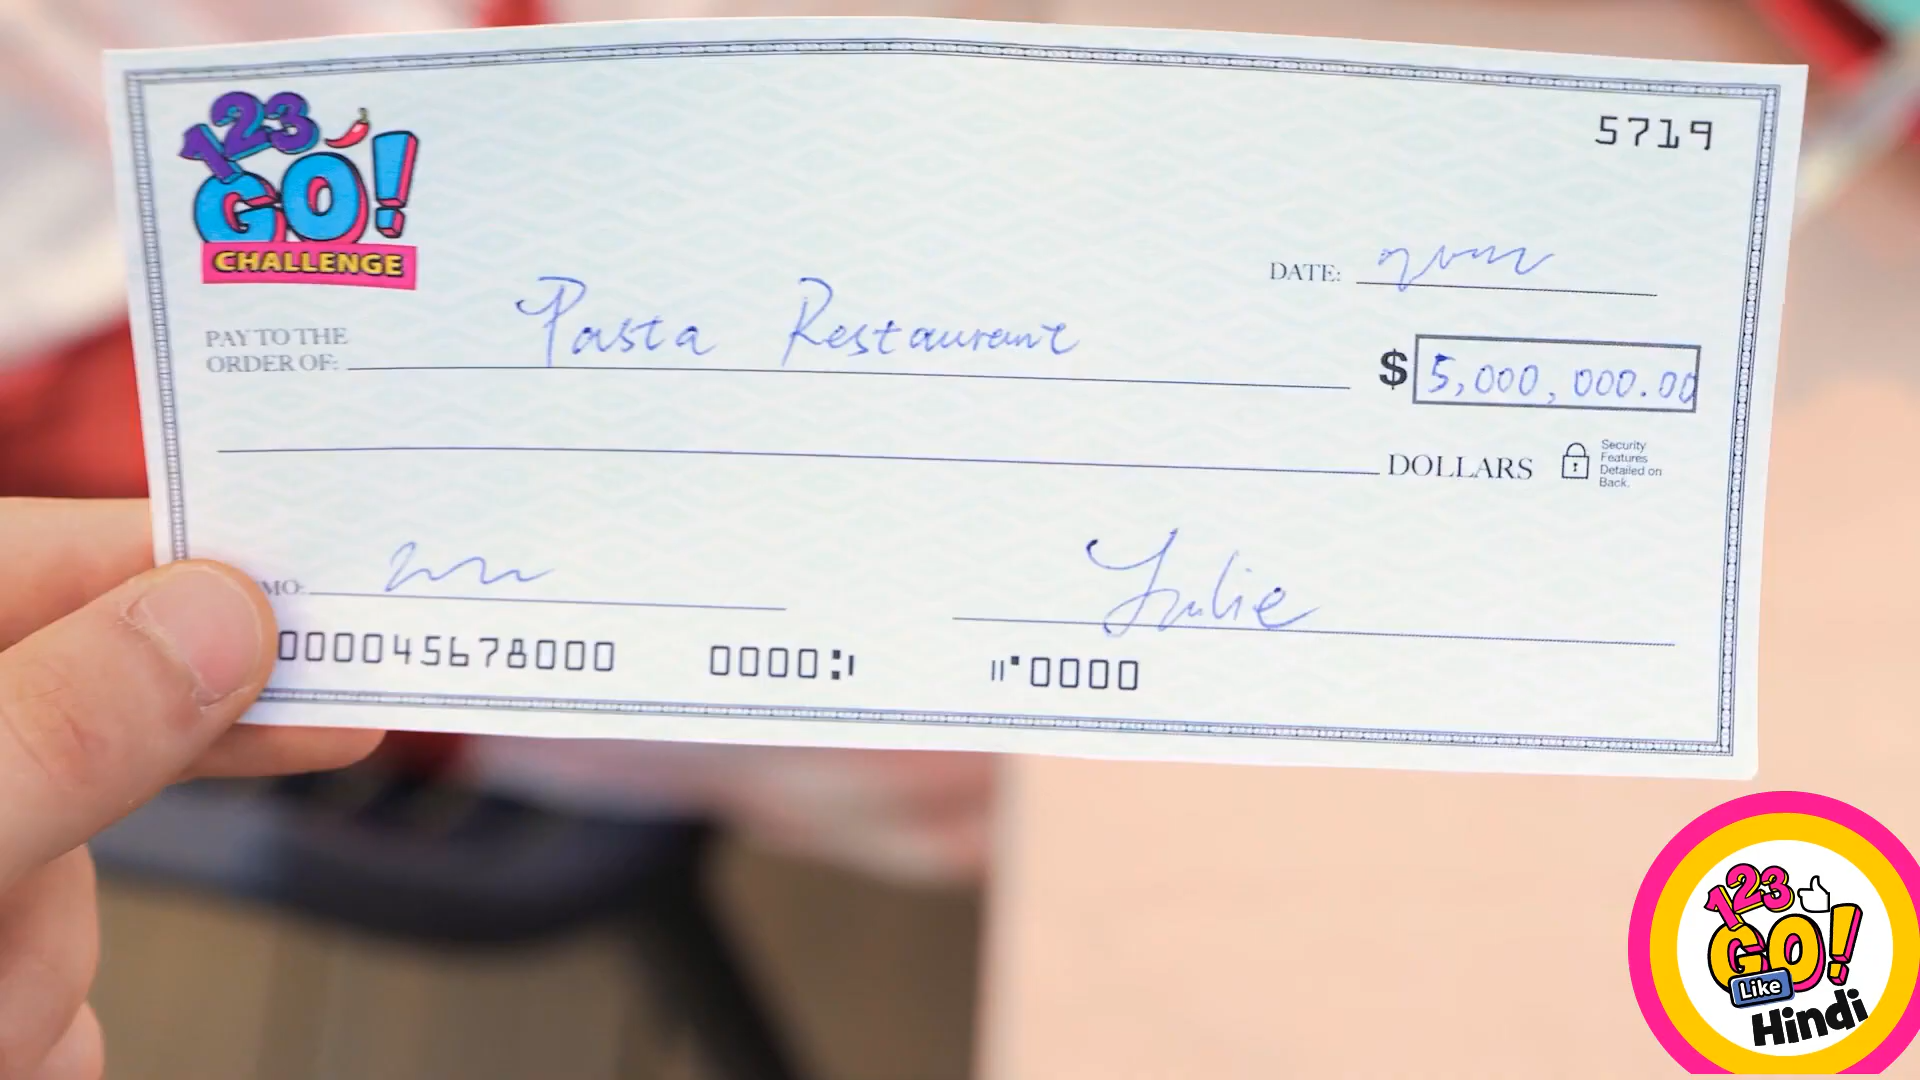 123
GO!
CHALLENGE
5719
DATE:
PAY TO THE
ORDER OF:
Pasta Restaurant
$ 5,000,000.00
DOLLARS
Security
Features
Detailed on
Back.
MO:
Julie
000045678000 0000 0000
123
GO!
Like
Hindi